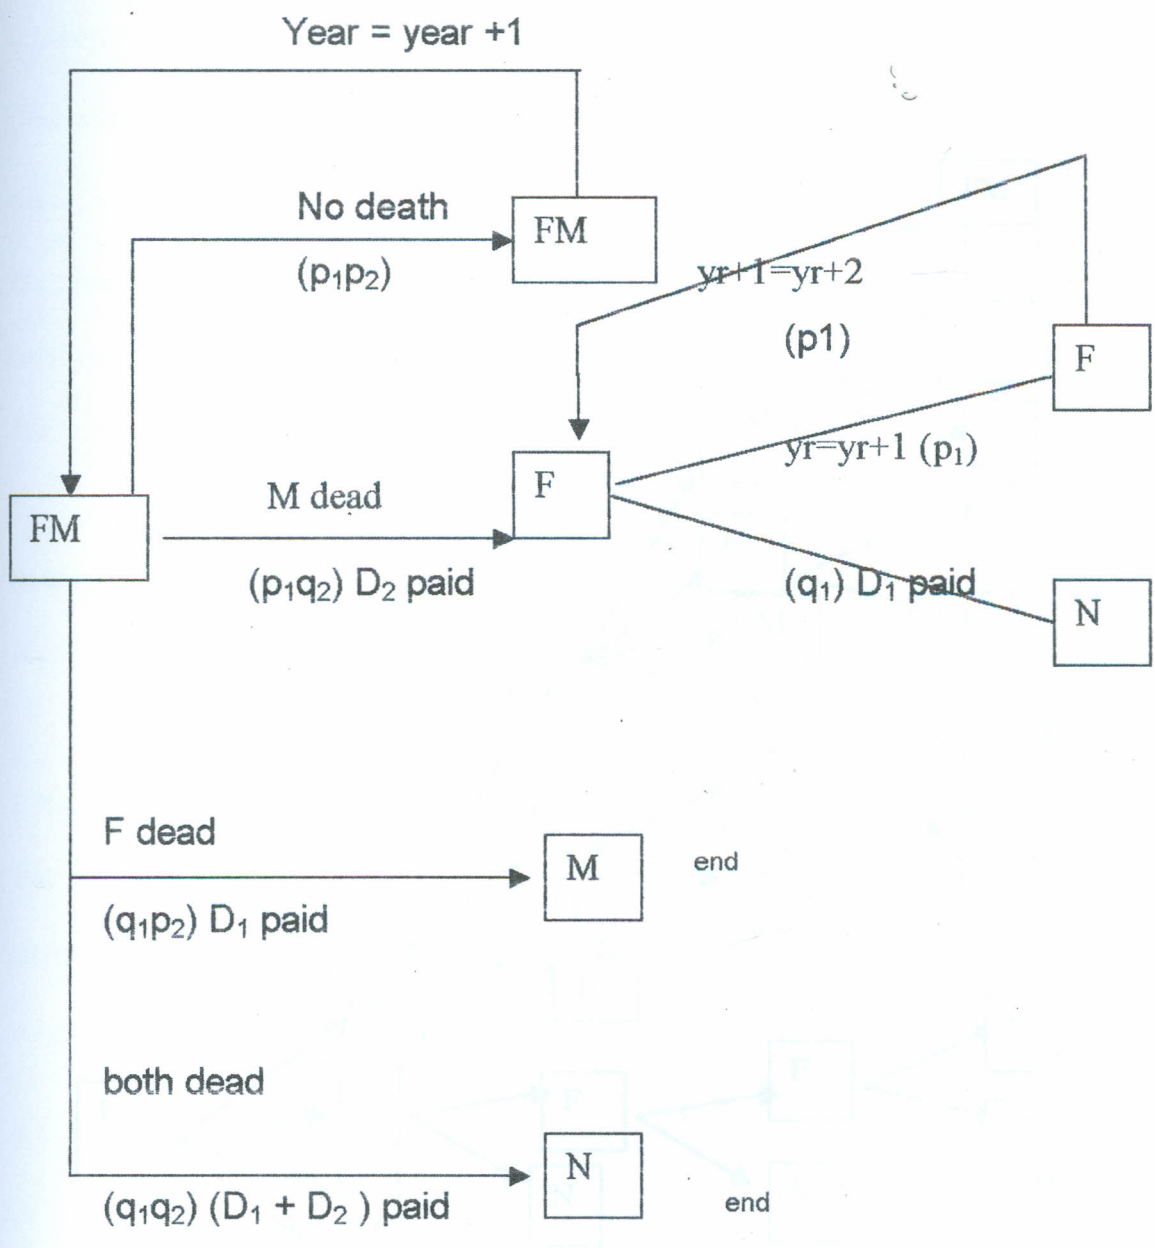 Year = year +1
No death
FM
(p₁p₂)
yr+1=yr+2
(p1)
F
yr=yr+1 (p₁)
F
M dead
FM
(p₁q₂) D₂ paid
(q₁) D₁ paid
N
F dead
M
end
(q₁p₂) D₁ paid
both dead
N
(q₁q₂) (D₁ + D₂ ) paid
end